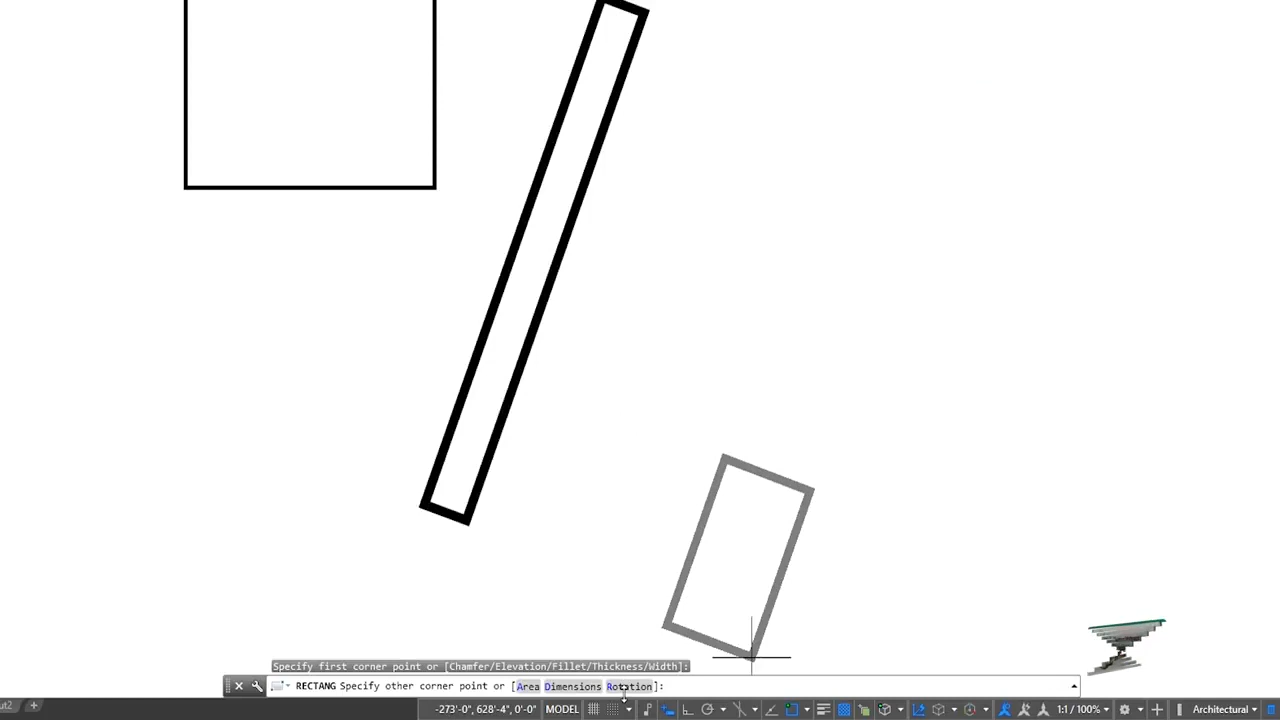 Specify first corner point or [Chamfer/Elevation/Fillet/Thickness/Width]:
RECTANG Specify other corner point or [Area Dimensions Rotation]:
ut2 -273'-0", 628'-4", 0'-0" MODEL 1:1 / 100% Architectural